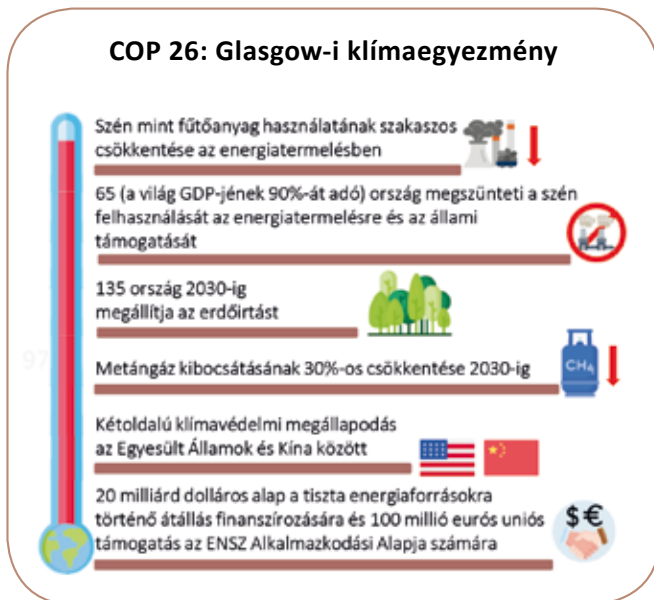 COP 26: Glasgow-i klímaegyezmény
Szén mint fűtőanyag használatának szakaszos
csökkentése az energiatermelésben
65 (a világ GDP-jének 90%-át adó) ország megszünteti a szén
felhasználását az energiatermelésre és az állami
támogatását
135 ország 2030-ig
megállítja az erdőirtást
97
Metángáz kibocsátásának 30%-os csökkentése 2030-ig
CH₄
Kétoldalú klímavédelmi megállapodás
az Egyesült Államok és Kína között
20 milliárd dolláros alap a tiszta energiaforrásokra
történő átállás finanszírozására és 100 millió eurós uniós
támogatás az ENSZ Alkalmazkodási Alapja számára
$€